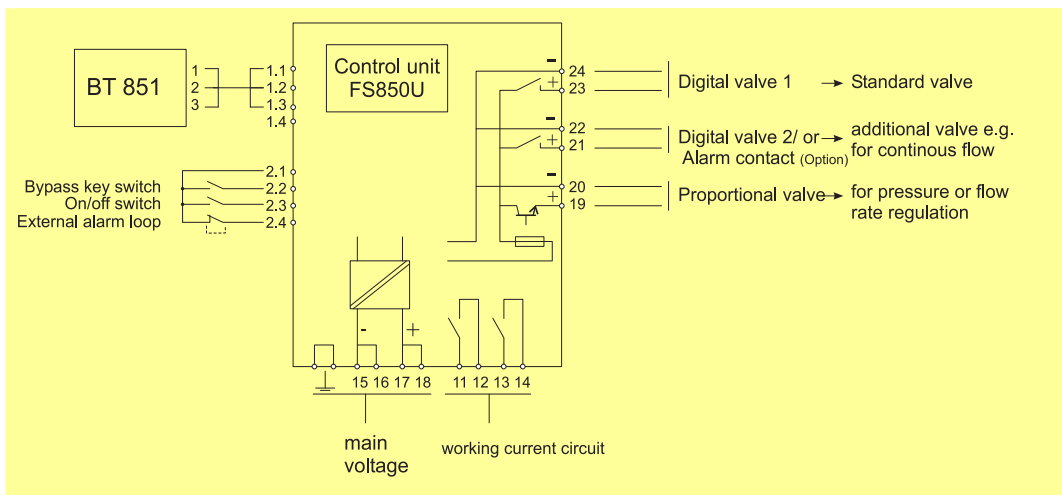 BT 851
1
2
3
1.1
1.2
1.3
1.4
Control unit
FS850U
2.1
Bypass key switch 2.2
On/off switch 2.3
External alarm loop 2.4
- 24
+ 23
Digital valve 1 Standard valve
- 22
+ 21
Digital valve 2/ or
Alarm contact (Option)
additional valve e.g.
for continous flow
- 20
+ 19
Proportional valve
for pressure or flow
rate regulation
- +
15 16 17 18 11 12 13 14
main
voltage
working current circuit